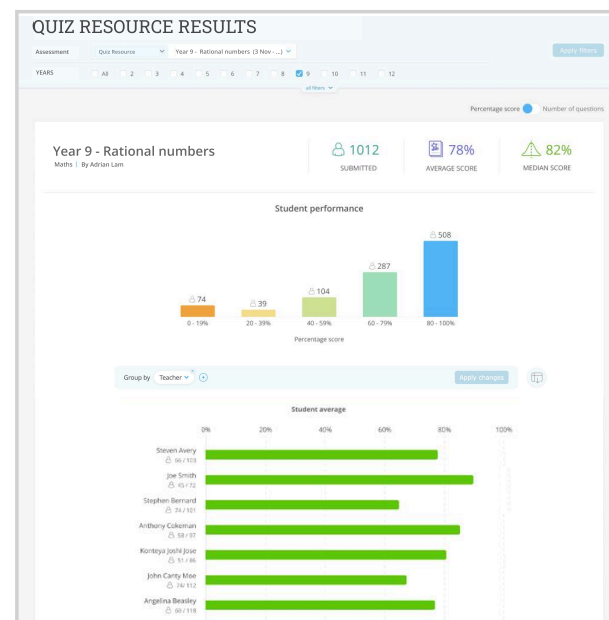 QUIZ RESOURCE RESULTS
Assessment Quiz Resource Year 9 - Rational numbers (3 Nov - ...) Apply filters
YEARS All 2 3 4 5 6 7 8 9 10 11 12
all filters
Percentage score Number of questions
Year 9 - Rational numbers
Maths | By Adrian Lam
1012 78% 82%
SUBMITTED AVERAGE SCORE MEDIAN SCORE
Student performance
74 39 104 287 508
0 - 19% 20 - 39% 40 - 59% 60 - 79% 80 - 100%
Percentage score
Group by Teacher Apply changes
Student average
0% 20% 40% 60% 80% 100%
Steven Avery
66 / 103
Joe Smith
45 / 72
Stephen Bernard
74 / 101
Anthony Cokeman
58 / 97
Konteya Joshi Jose
51 / 86
John Canty Moe
74/ 112
Angelina Beasley
60 / 118